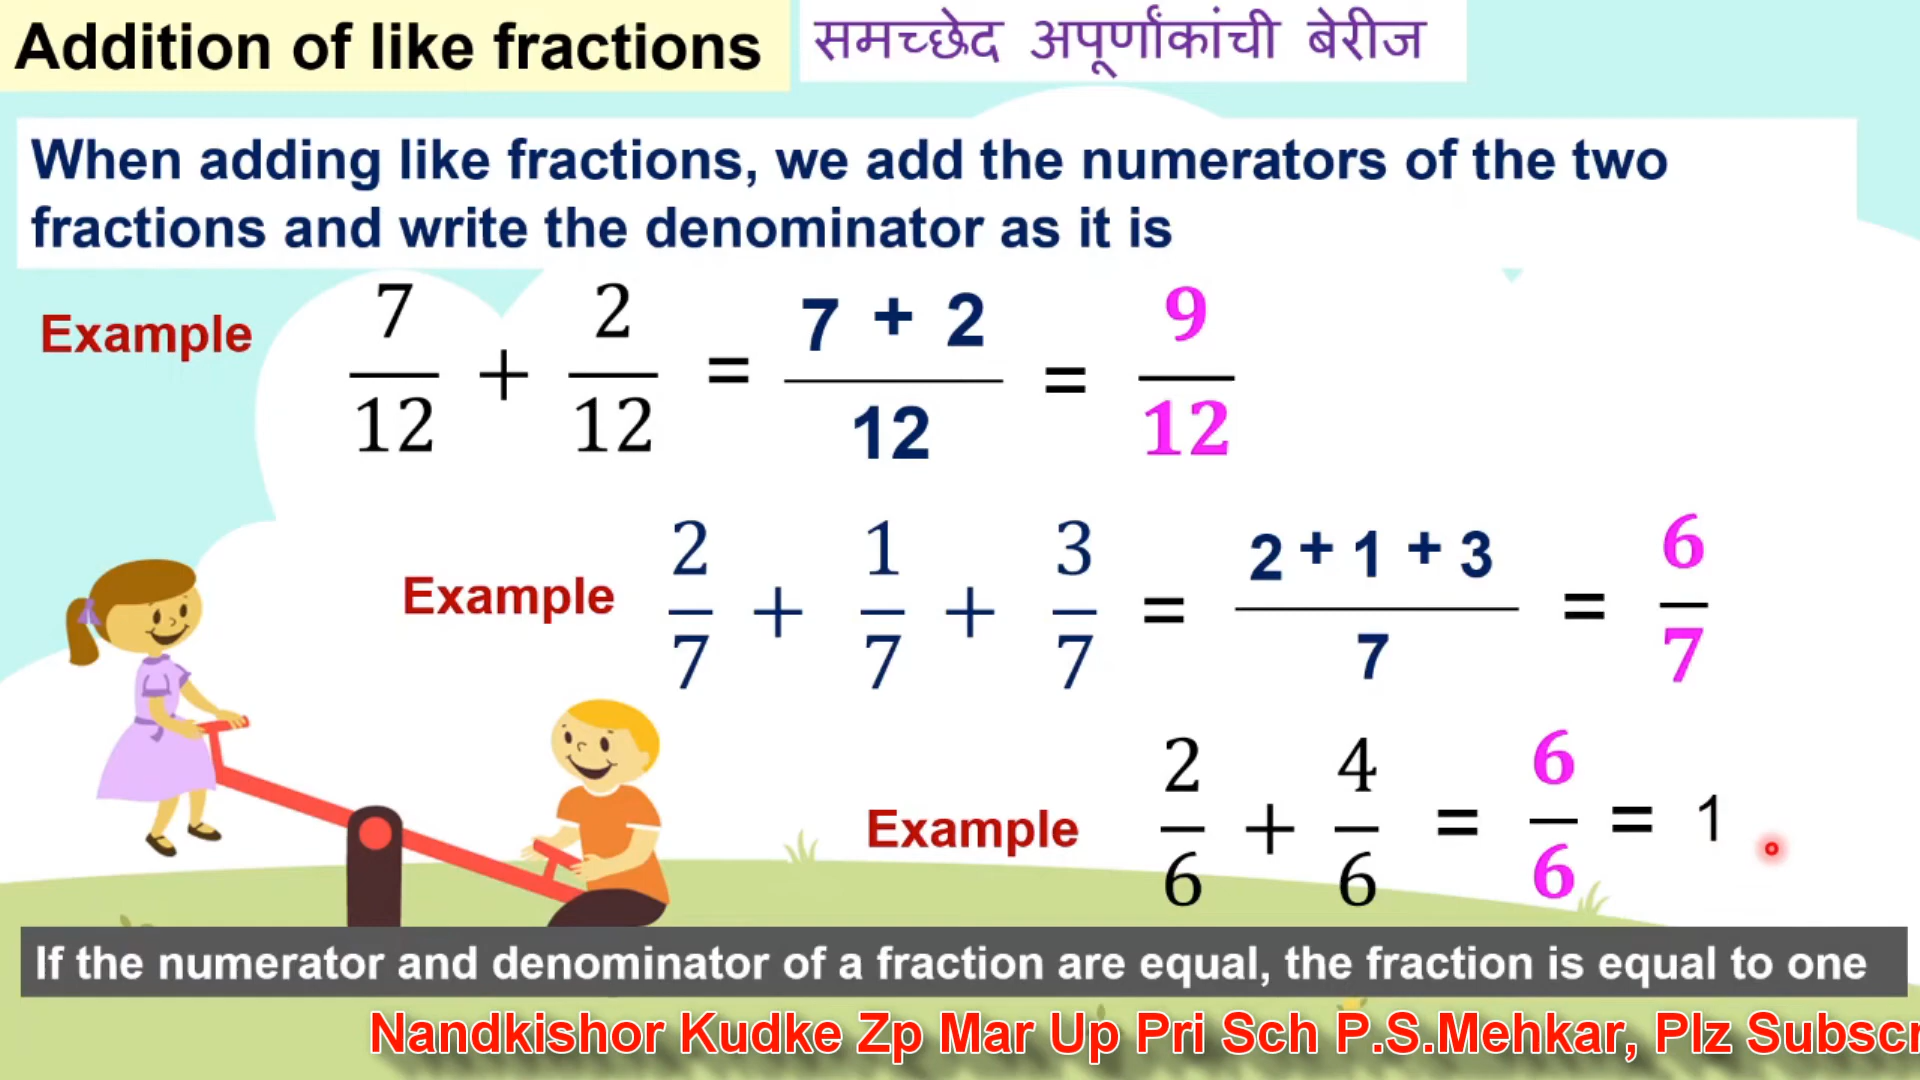 Addition of like fractions
समच्छेद अपूर्णांकांची बेरीज
When adding like fractions, we add the numerators of the two
fractions and write the denominator as it is
Example 7/12 + 2/12 = 7 + 2/12 = 9/12
Example 2/7 + 1/7 + 3/7 = 2 + 1 + 3/7 = 6/7
Example 2/6 + 4/6 = 6/6 = 1
If the numerator and denominator of a fraction are equal, the fraction is equal to one
Nandkishor Kudke Zp Mar Up Pri Sch P.S.Mehkar, Plz Subscr